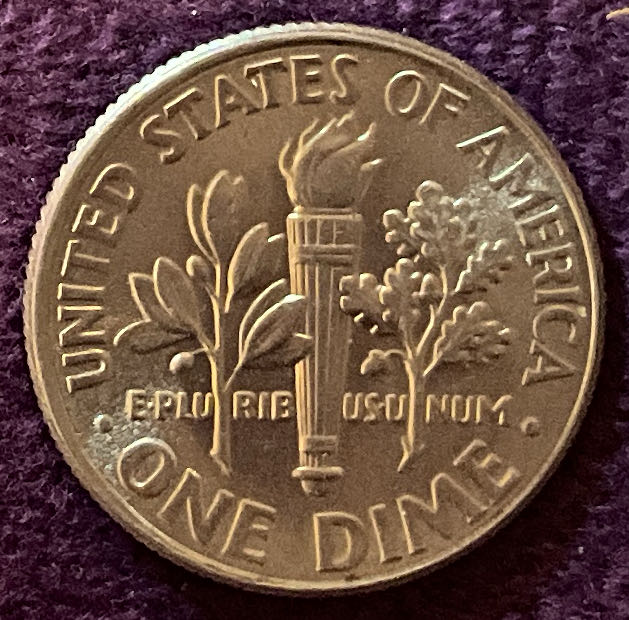 UNITED STATES OF AMERICA
E·PLU RIB US·U NUM
· ONE DIME ·